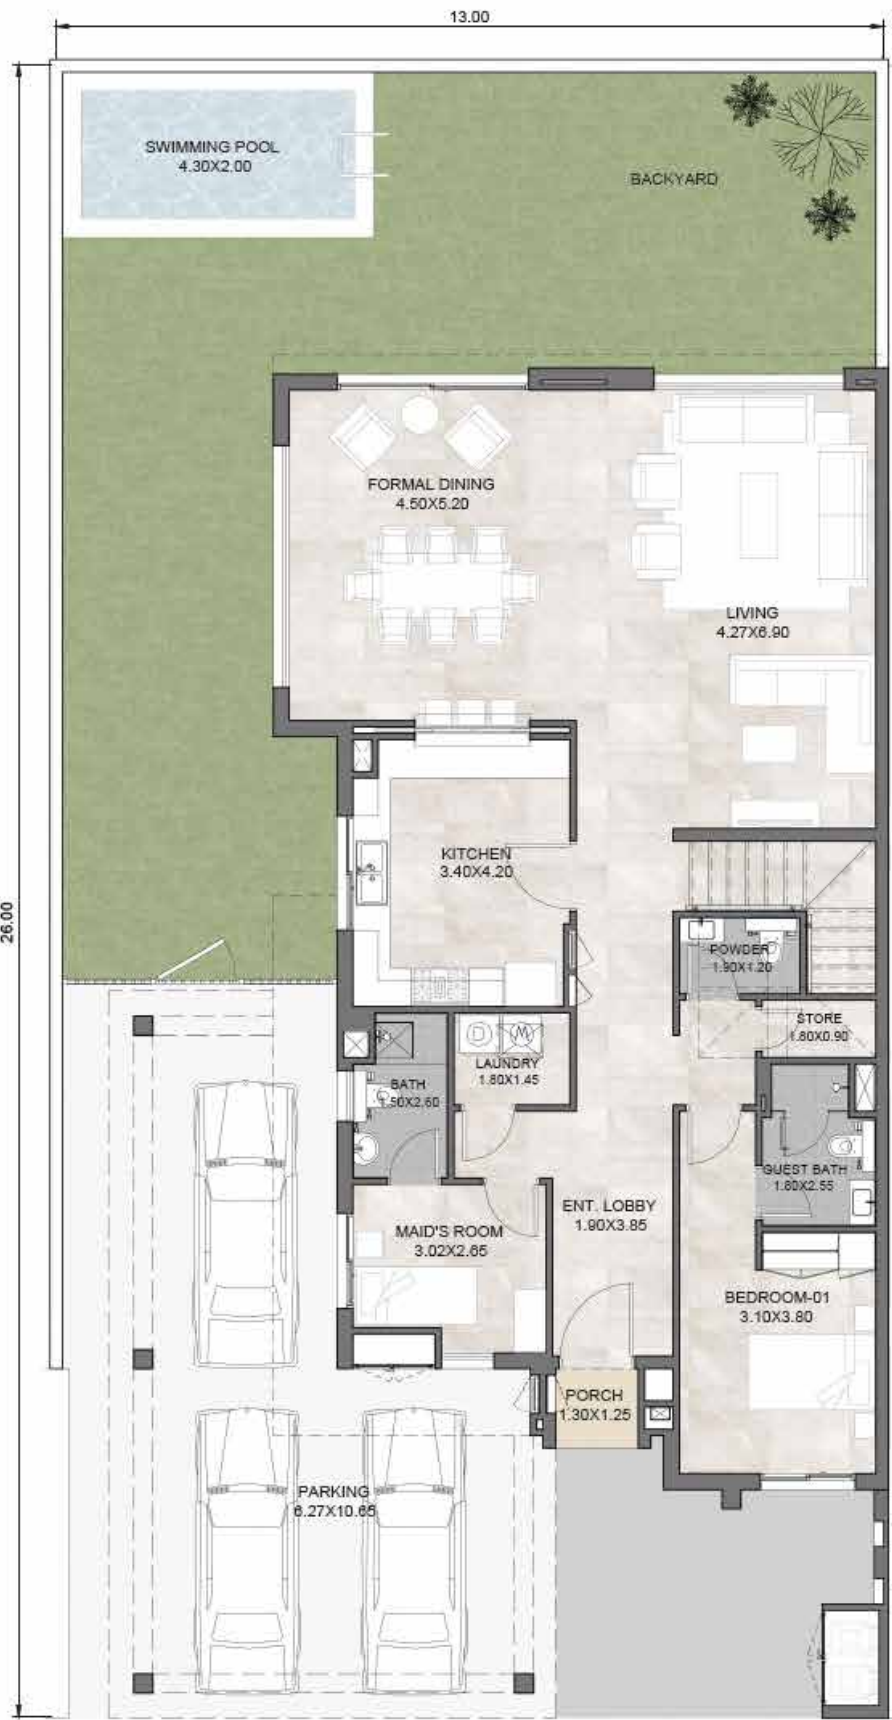 13.00
SWIMMING POOL
4.30X2.00
BACKYARD
FORMAL DINING
4.50X5.20
LIVING
4.27X6.90
26.00
KITCHEN
3.40X4.20
POWDER
1.90X1.20
STORE
1.80X0.90
D
M
LAUNDRY
1.80X1.45
BATH
1.50X2.60
GUEST BATH
1.80X2.55
ENT. LOBBY
1.90X3.85
MAID'S ROOM
3.02X2.65
BEDROOM-01
3.10X3.80
PORCH
1.30X1.25
PARKING
6.27X10.65